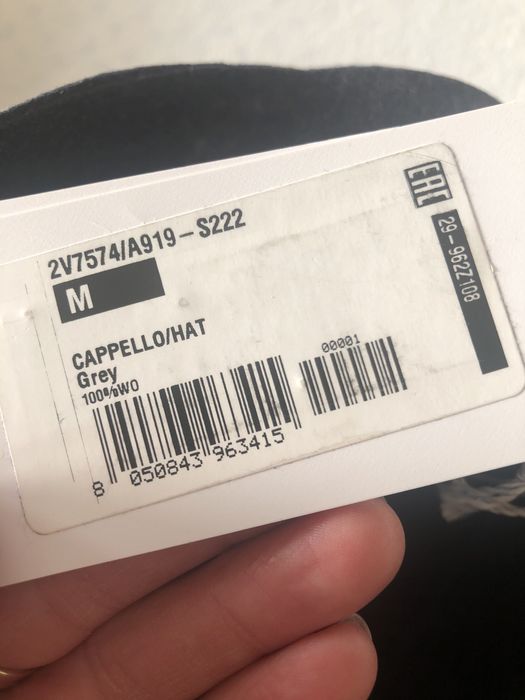 2V7574/A919-S222
M
CAPPELLO/HAT
Grey
100%WO
00001
8 050843 963415
EAC
29-962Z108